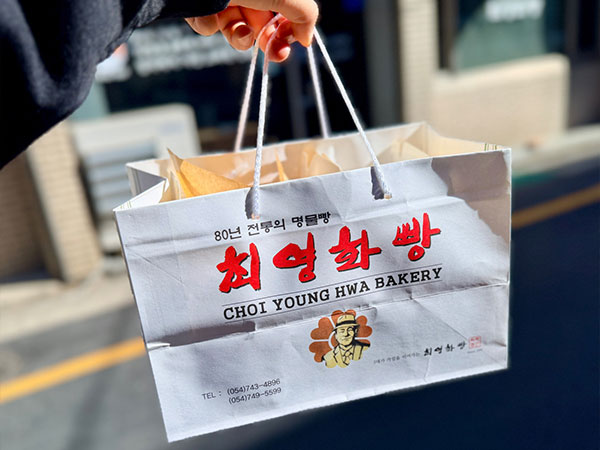 80년 전통의 명물빵
최영화빵
CHOI YOUNG HWA BAKERY
최영화빵
TEL : (054)743-4896
(054)749-5599